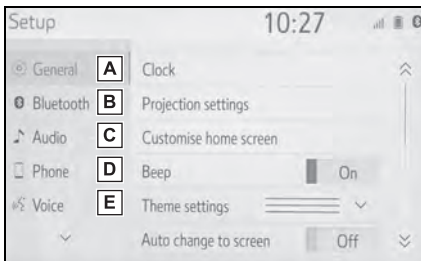 Setup 10:27
General A Clock
Bluetooth B Projection settings
Audio C Customise home screen
Phone D Beep On
Voice E Theme settings
Auto change to screen Off